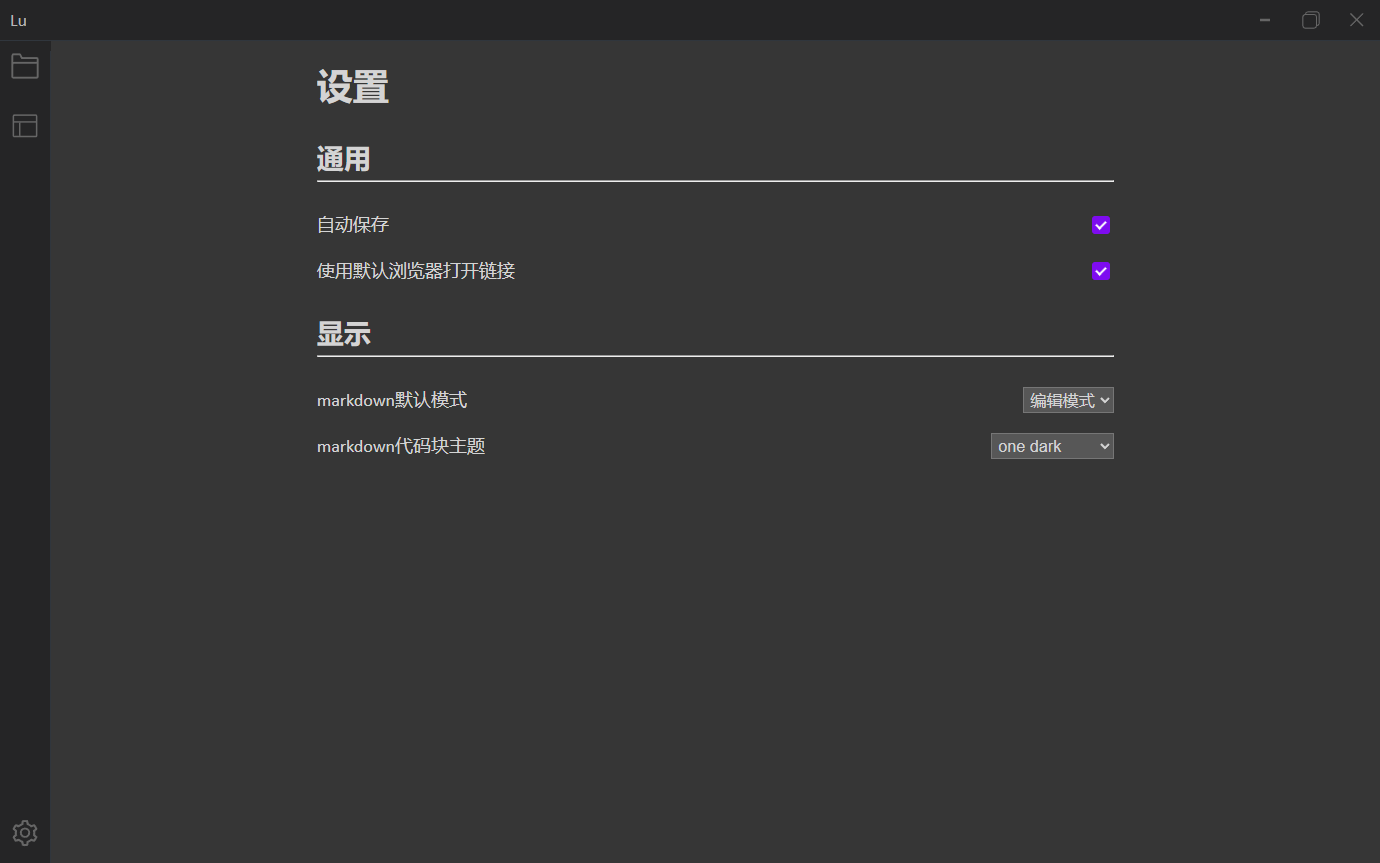 Lu
设置
通用
自动保存
使用默认浏览器打开链接
显示
markdown默认模式 编辑模式
markdown代码块主题 one dark